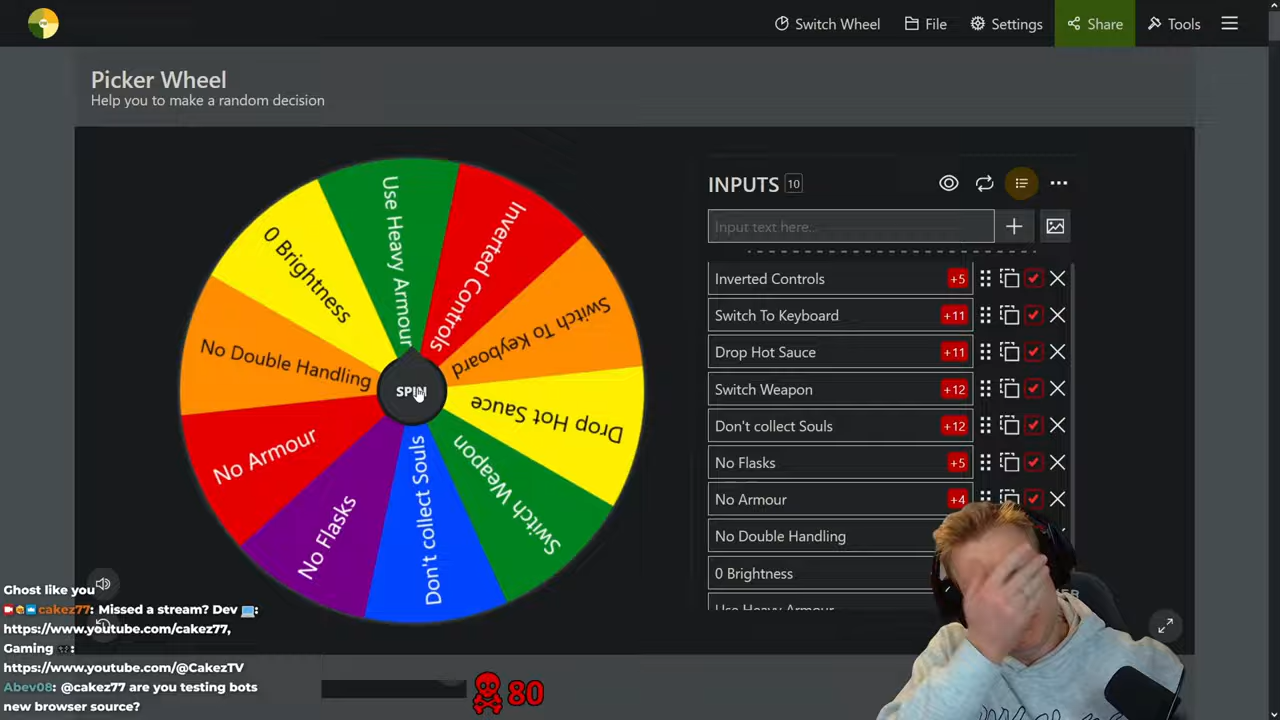 Switch Wheel
File
Settings
Share
Tools
Picker Wheel
Help you to make a random decision
Use Heavy Armour
Inverted Controls
Switch To Keyboard
Drop Hot Sauce
Switch Weapon
Don't collect Souls
No Flasks
No Armour
No Double Handling
0 Brightness
SPIN
INPUTS 10
Input text here...
Inverted Controls +5
Switch To Keyboard +11
Drop Hot Sauce +11
Switch Weapon +12
Don't collect Souls +12
No Flasks +5
No Armour +4
No Double Handling
0 Brightness
Use Heavy Armour
Ghost like you
cakez77: Missed a stream? Dev :
https://www.youtube.com/cakez77,
Gaming :
https://www.youtube.com/@CakezTV
Abev08: @cakez77 are you testing bots
new browser source?
80